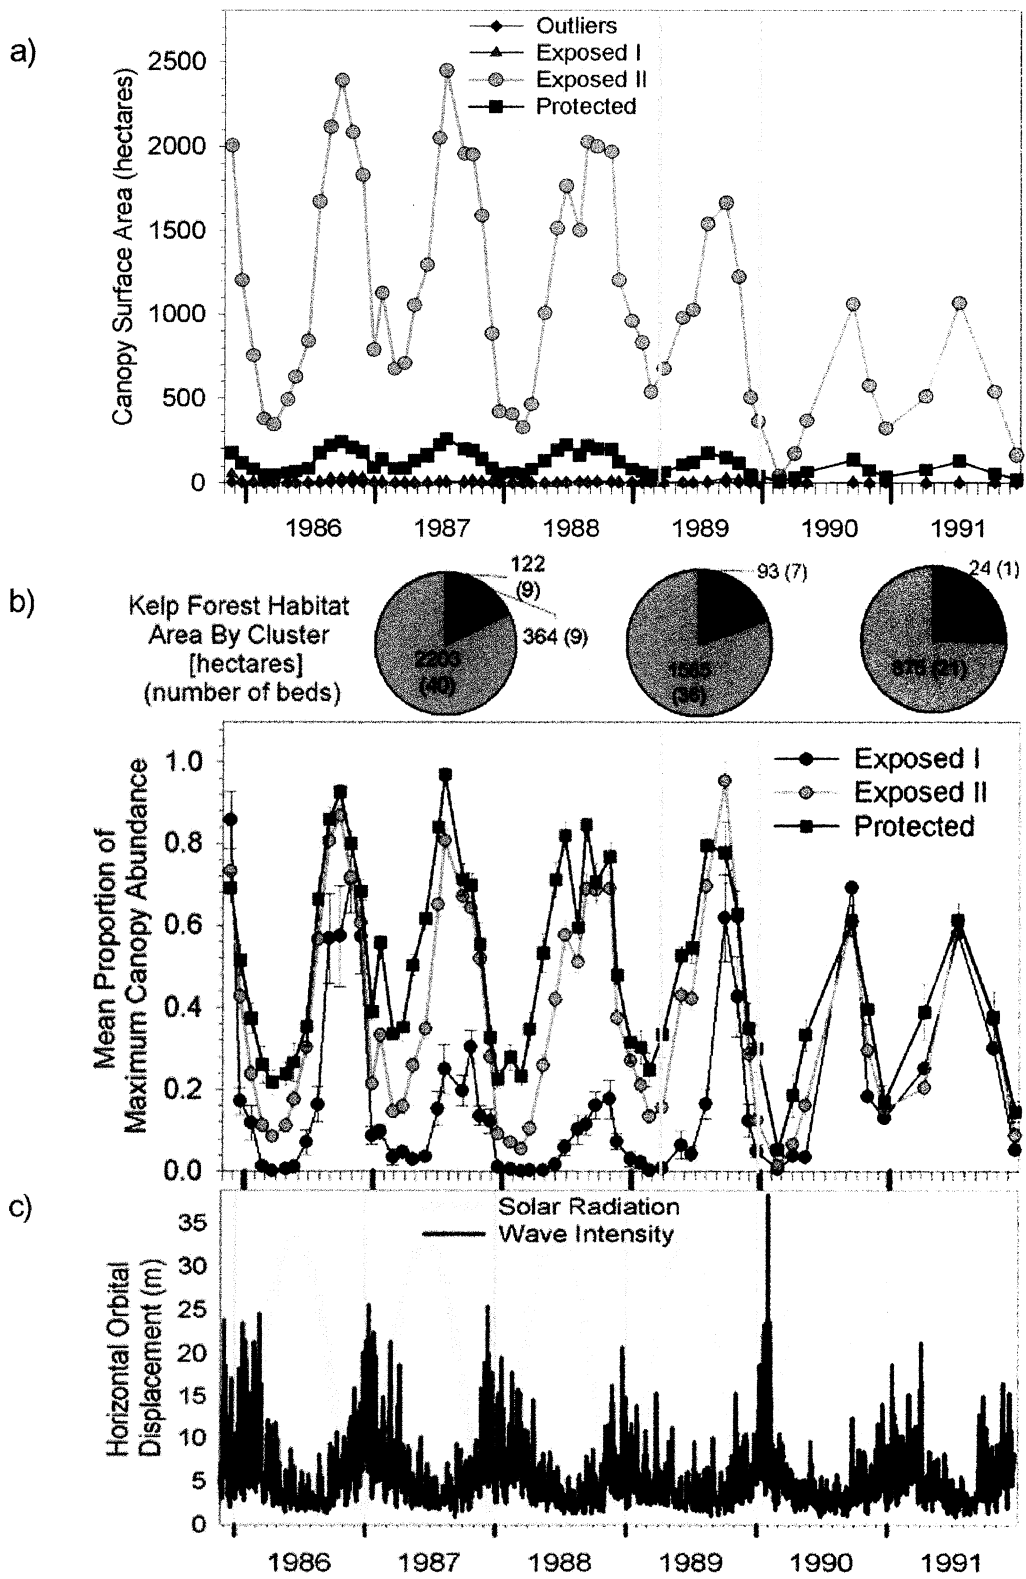 a)
Outliers
Exposed I
Exposed II
Protected
Canopy Surface Area (hectares)
2500
2000
1500
1000
500
0
1986 1987 1988 1989 1990 1991
b)
Kelp Forest Habitat
Area By Cluster
[hectares]
(number of beds)
122
(9)
364 (9)
2203
(40)
93 (7)
(36)
24 (1)
(21)
Mean Proportion of
Maximum Canopy Abundance
1.0
0.8
0.6
0.4
0.2
0.0
Exposed I
Exposed II
Protected
c)
Solar Radiation
Wave Intensity
Horizontal Orbital
Displacement (m)
35
30
25
20
15
10
5
0
1986 1987 1988 1989 1990 1991